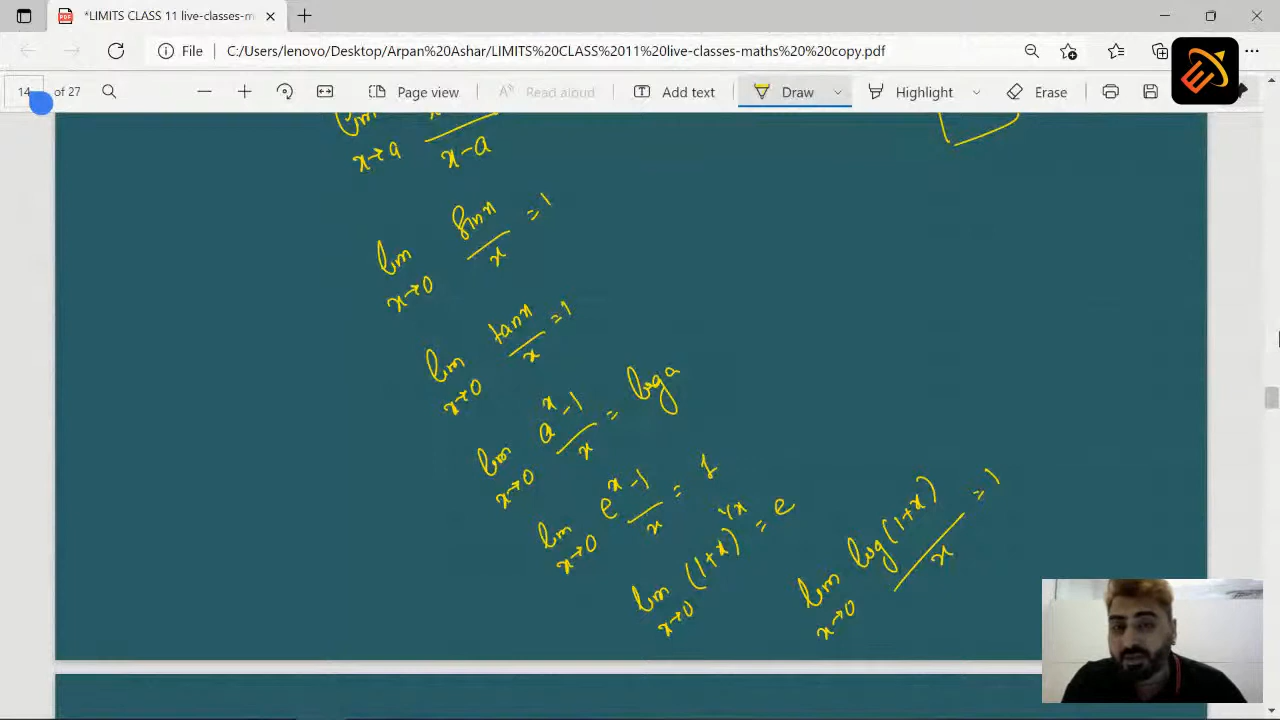 *LIMITS CLASS 11 live-classes-m
File C:/Users/lenovo/Desktop/Arpan%20Ashar/LIMITS%20CLASS%2011%20live-classes-maths%20%20copy.pdf
14 of 27 Page view Read aloud Add text Draw Highlight Erase
lim x→a x-a
lim x→0 sinx/x =1
lim x→0 tanx/x =1
lim x→0 a^x-1/x = log a
lim x→0 e^x-1/x = 1
lim x→0 (1+x)^1/x = e
lim x→0 log(1+x)/x =1